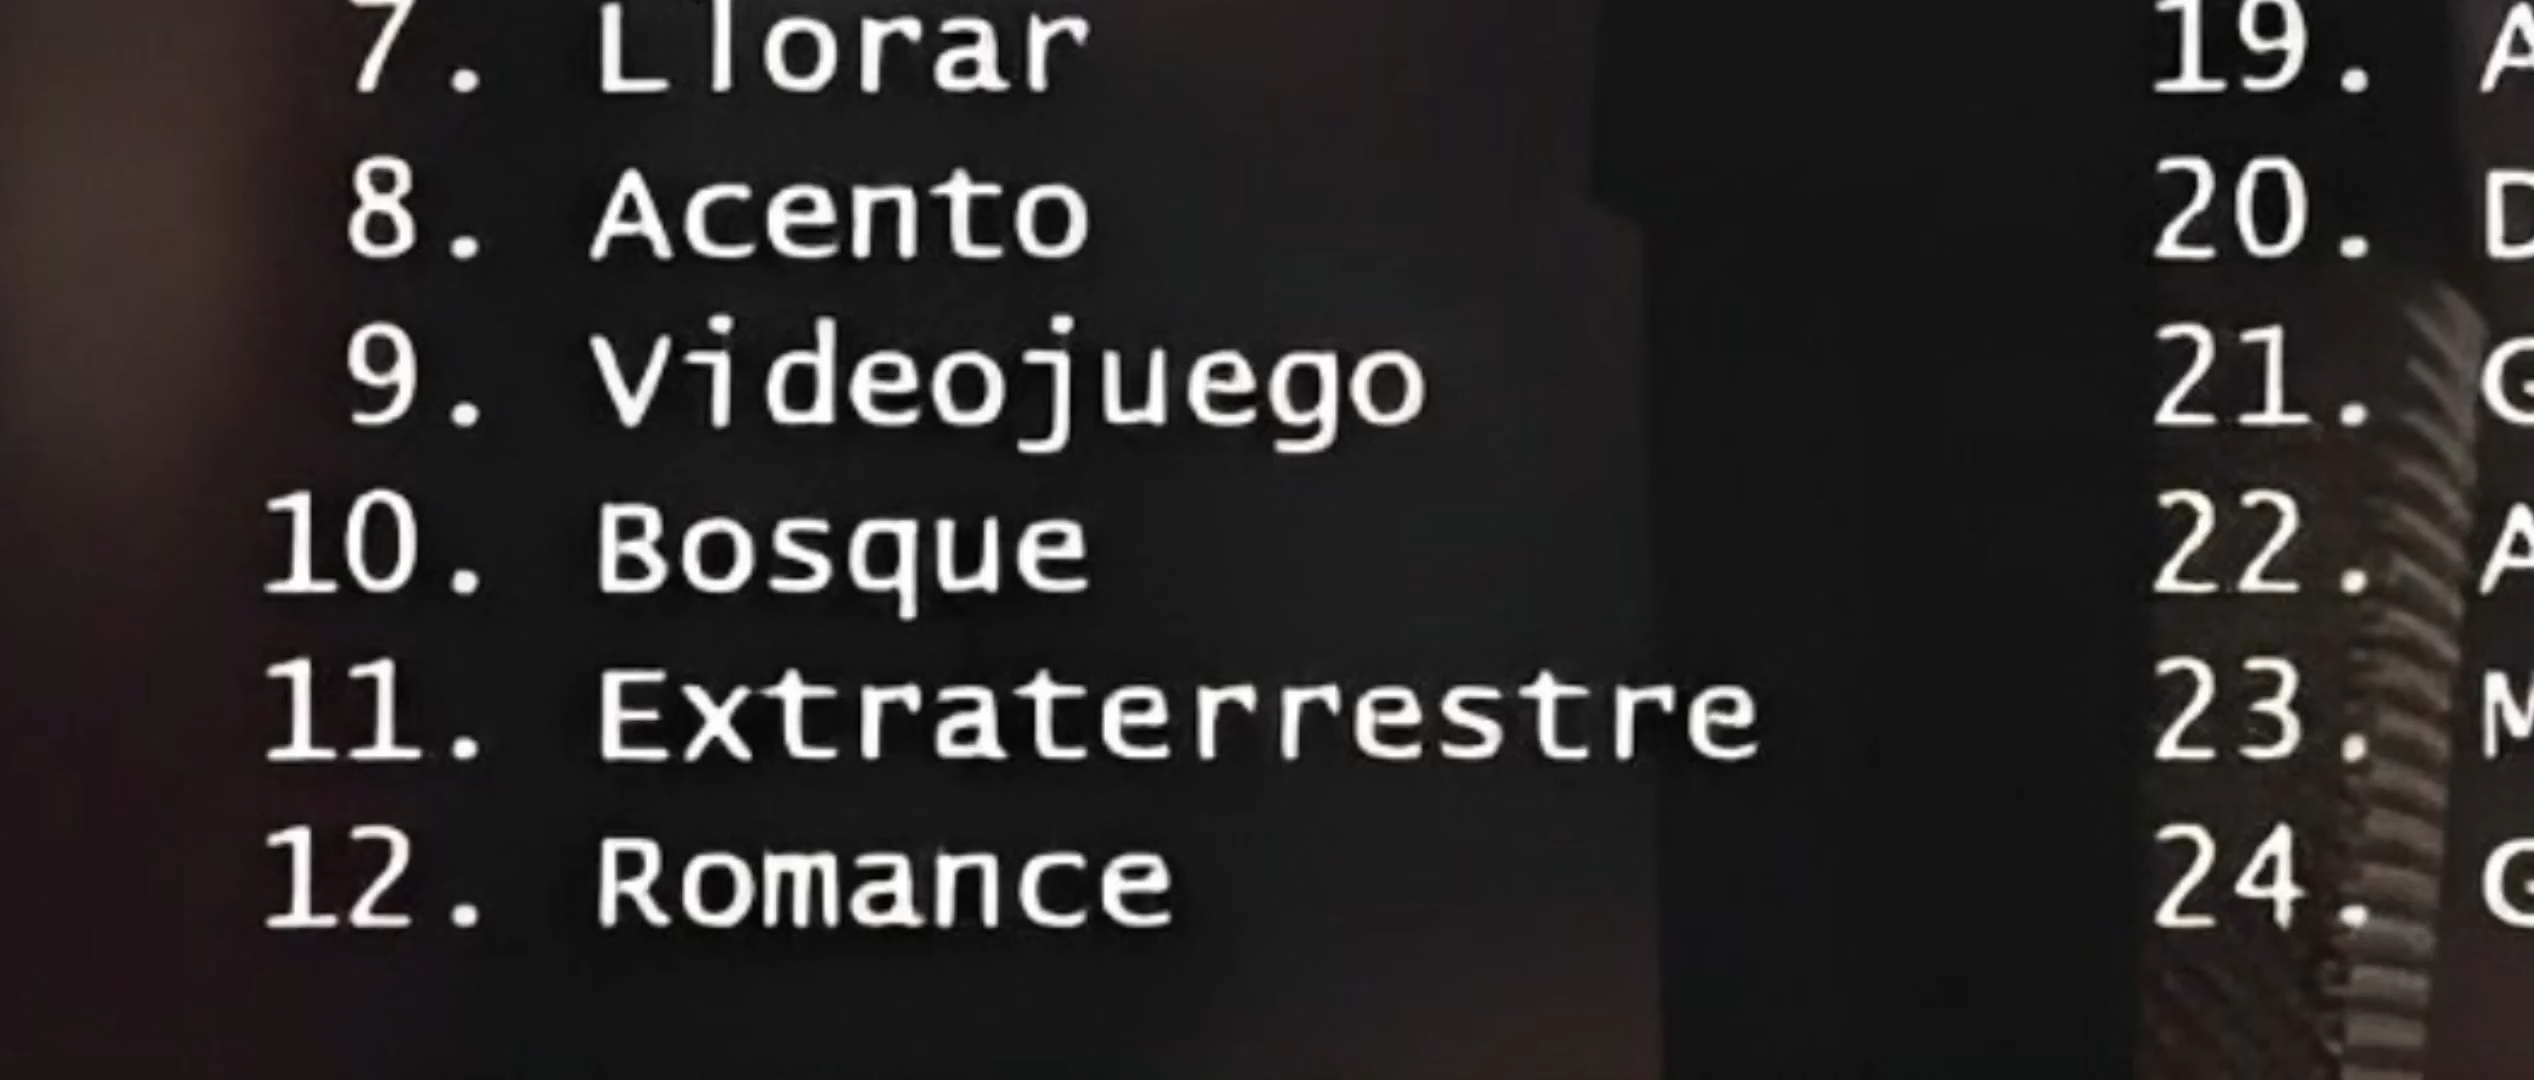 7. Llorar
8. Acento
9. Videojuego
10. Bosque
11. Extraterrestre
12. Romance
19.
20.
21.
22.
23.
24.